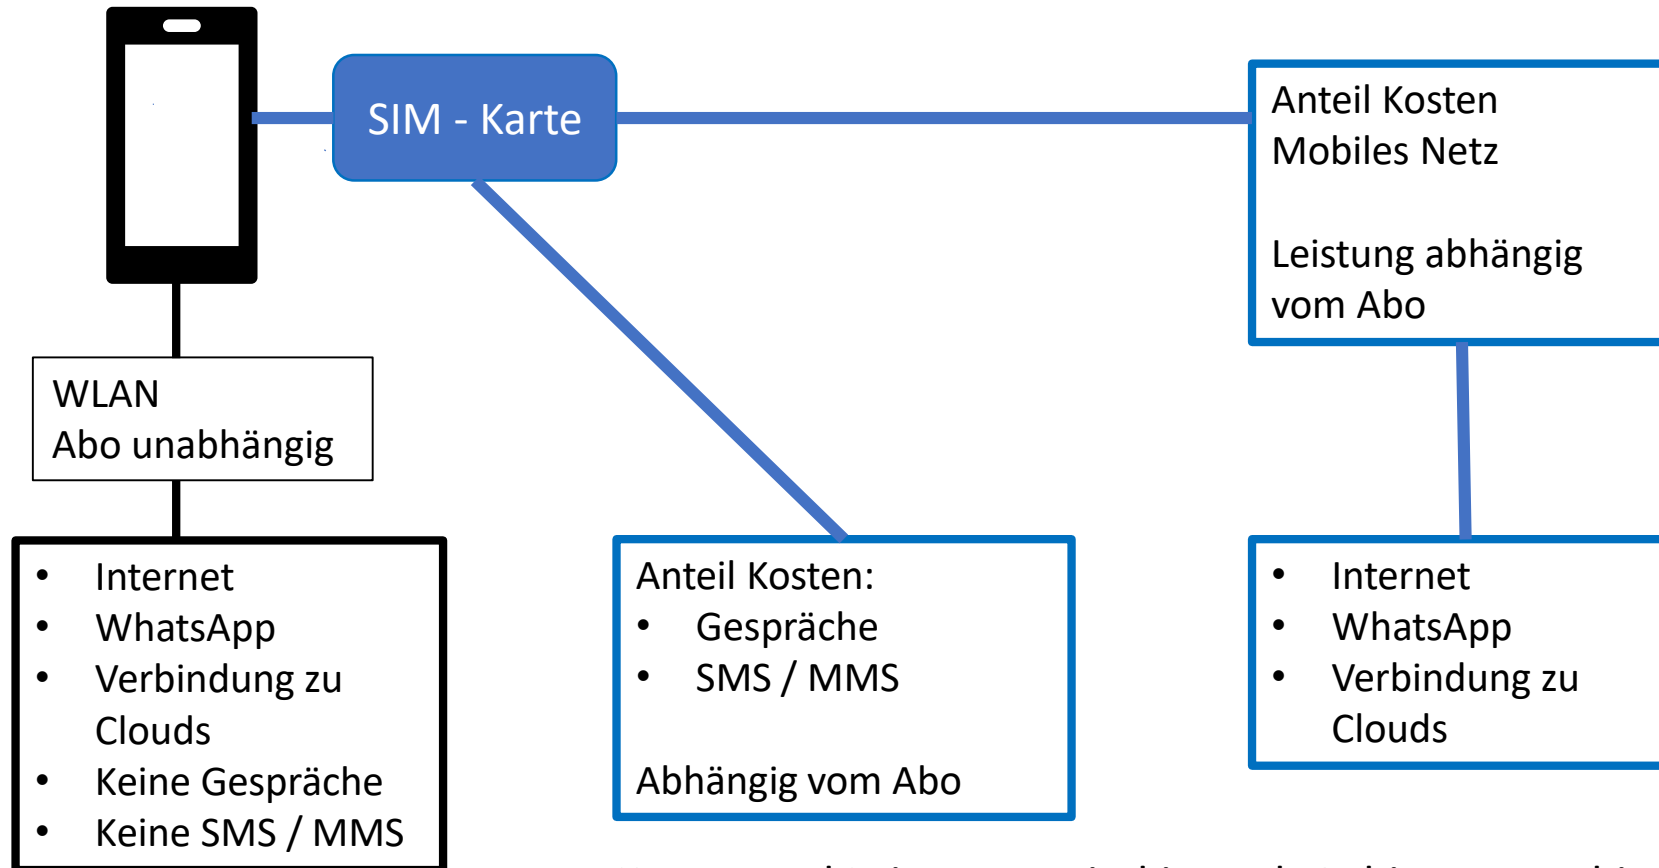 SIM - Karte
Anteil Kosten
Mobiles Netz
Leistung abhängig
vom Abo
WLAN
Abo unabhängig
• Internet
• WhatsApp
• Verbindung zu
Clouds
• Keine Gespräche
• Keine SMS / MMS
Anteil Kosten:
• Gespräche
• SMS / MMS
Abhängig vom Abo
• Internet
• WhatsApp
• Verbindung zu
Clouds